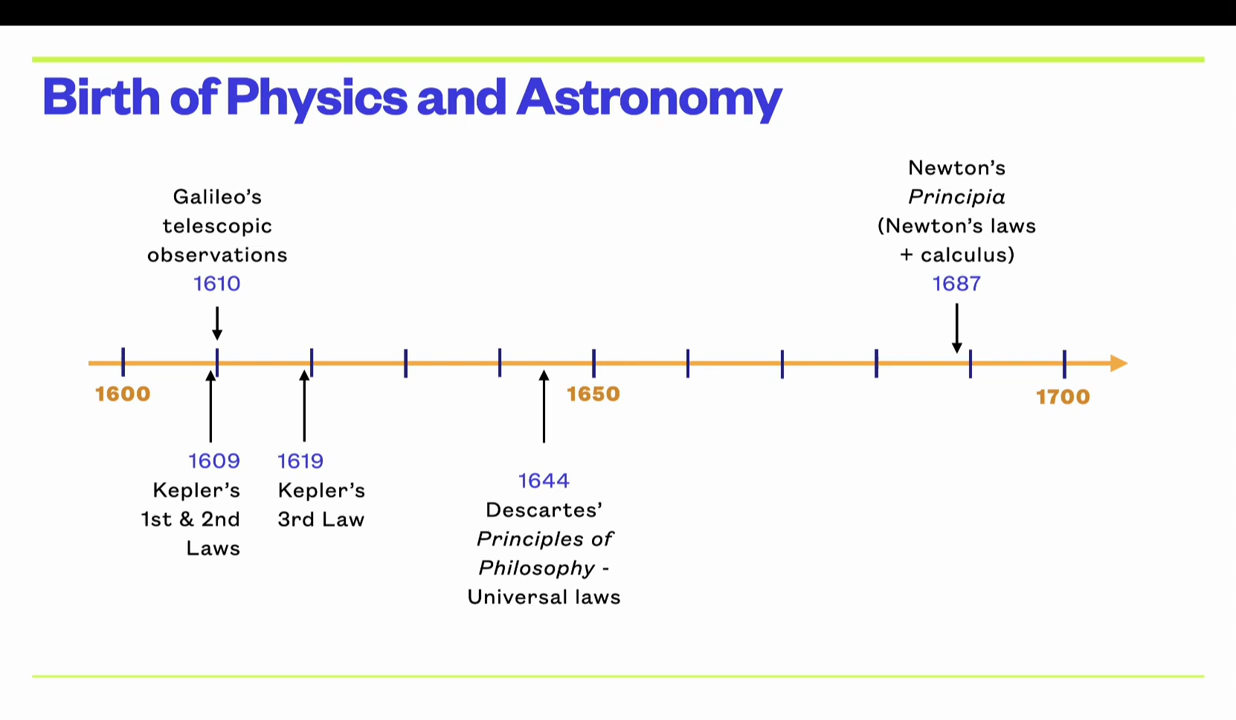 Birth of Physics and Astronomy
Galileo's
telescopic
observations
1610
Newton's
Principia
(Newton's laws
+ calculus)
1687
1600
1650
1700
1609
Kepler's
1st & 2nd
Laws
1619
Kepler's
3rd Law
1644
Descartes'
Principles of
Philosophy -
Universal laws